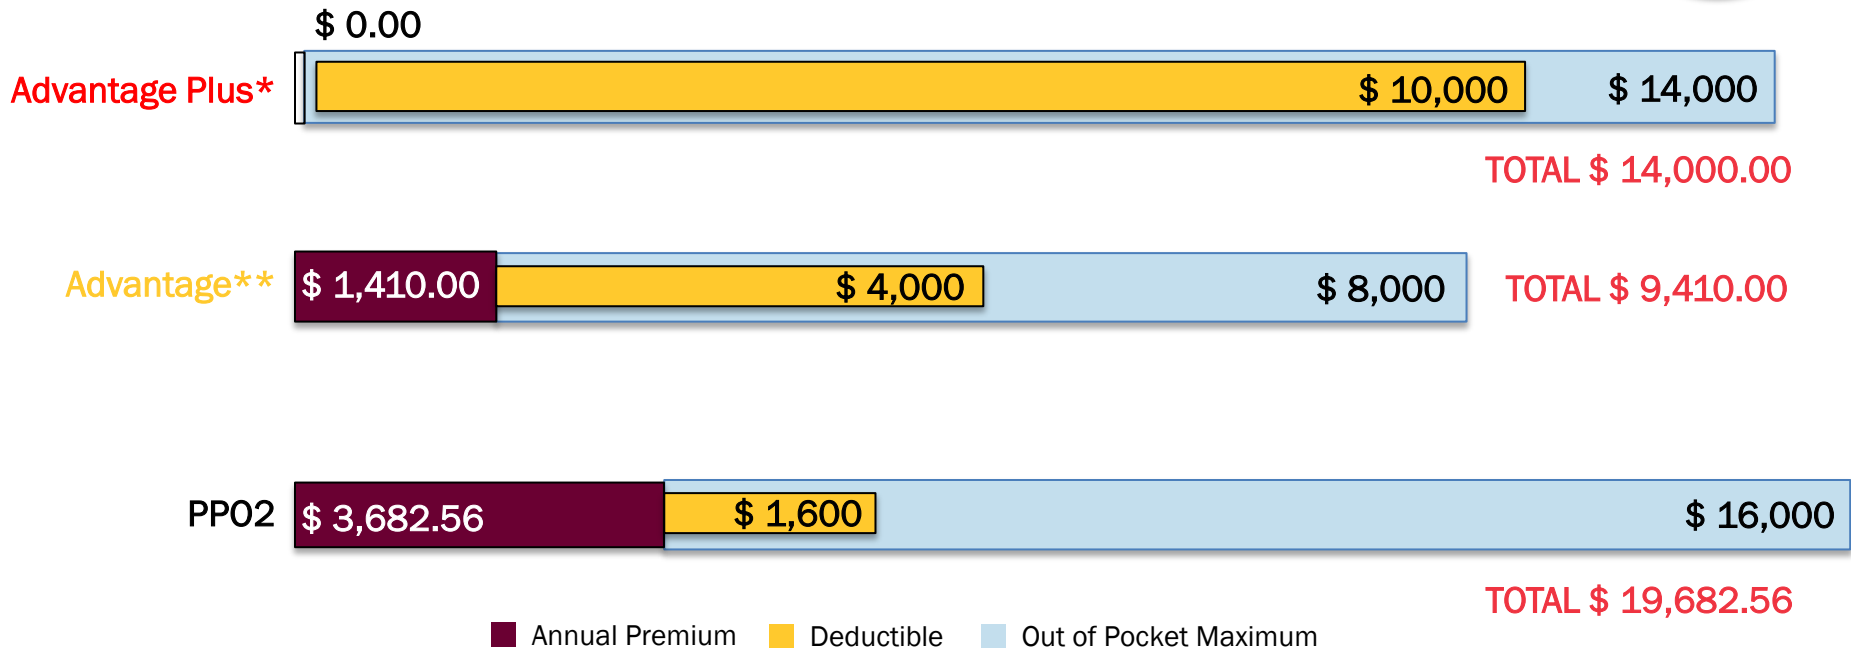 $ 0.00
Advantage Plus* $ 10,000 $ 14,000
TOTAL $ 14,000.00
Advantage** $ 1,410.00 $ 4,000 $ 8,000 TOTAL $ 9,410.00
PPO2 $ 3,682.56 $ 1,600 $ 16,000
TOTAL $ 19,682.56
Annual Premium Deductible Out of Pocket Maximum